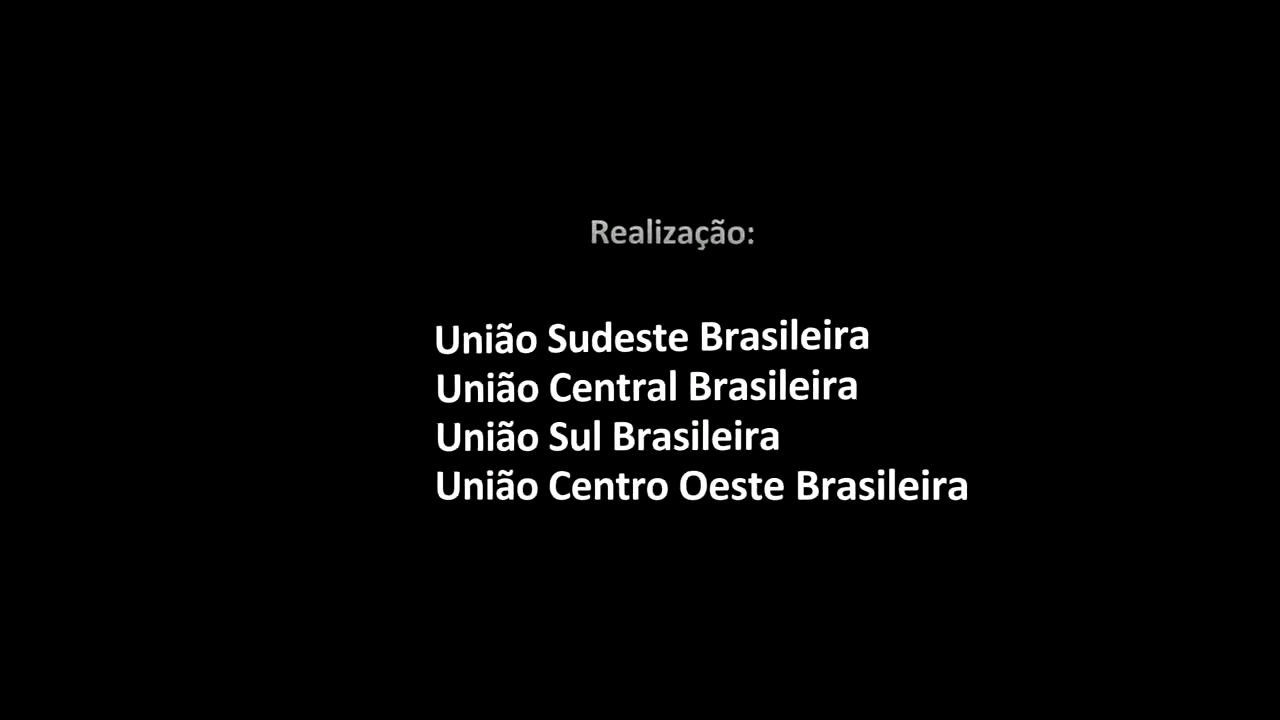 Realização:
União Sudeste Brasileira
União Central Brasileira
União Sul Brasileira
União Centro Oeste Brasileira